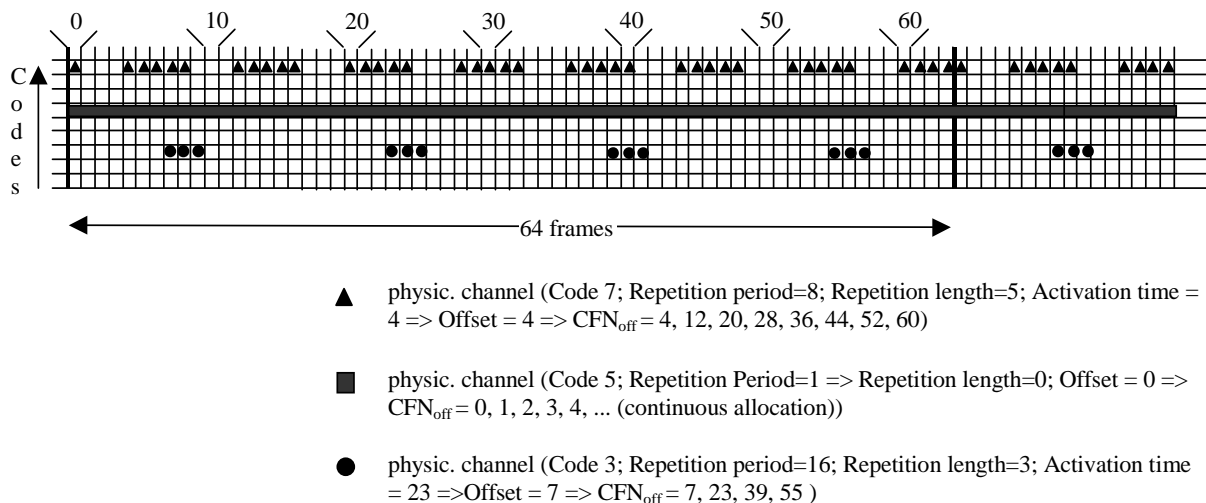 0 10 20 30 40 50 60
C
o
d
e
s
64 frames
physic. channel (Code 7; Repetition period=8; Repetition length=5; Activation time =
4 => Offset = 4 => CFNoff = 4, 12, 20, 28, 36, 44, 52, 60)
physic. channel (Code 5; Repetition Period=1 => Repetition length=0; Offset = 0 =>
CFNoff = 0, 1, 2, 3, 4, ... (continuous allocation))
physic. channel (Code 3; Repetition period=16; Repetition length=3; Activation time
= 23 =>Offset = 7 => CFNoff = 7, 23, 39, 55 )